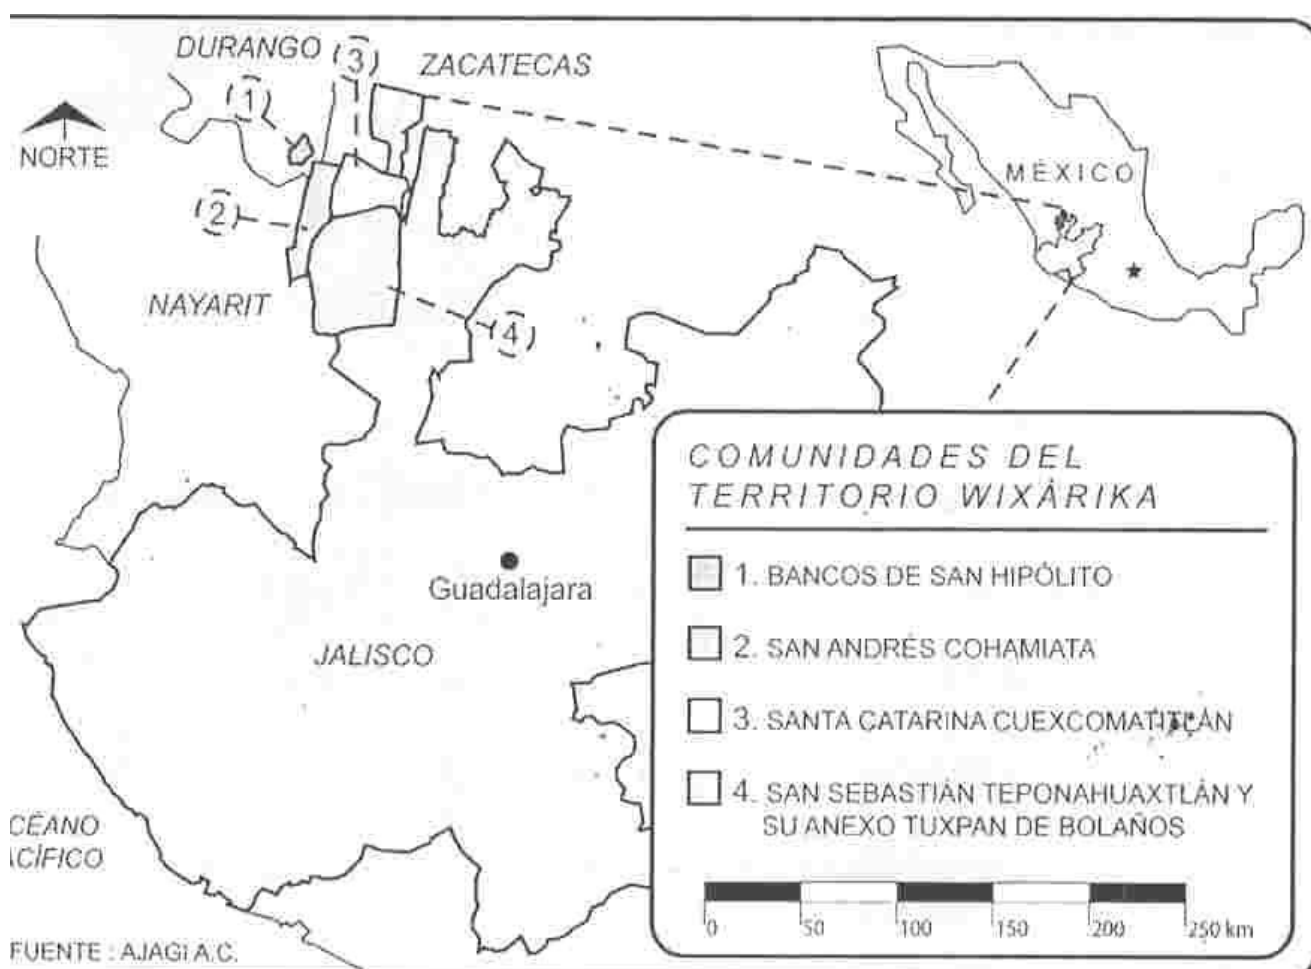 DURANGO
(3)
ZACATECAS
(1)
NORTE
MÉXICO
(2)
NAYARIT
(4)
COMUNIDADES DEL
TERRITORIO WIXÁRIKA
1. BANCOS DE SAN HIPÓLITO
2. SAN ANDRÉS COHAMIATA
3. SANTA CATARINA CUEXCOMATITLÁN
4. SAN SEBASTIÁN TEPONAHUAXTLÁN Y
SU ANEXO TUXPAN DE BOLAÑOS
0 50 100 150 200 250 km
Guadalajara
JALISCO
CÉANO
ACÍFICO
FUENTE : AJAGI A.C.